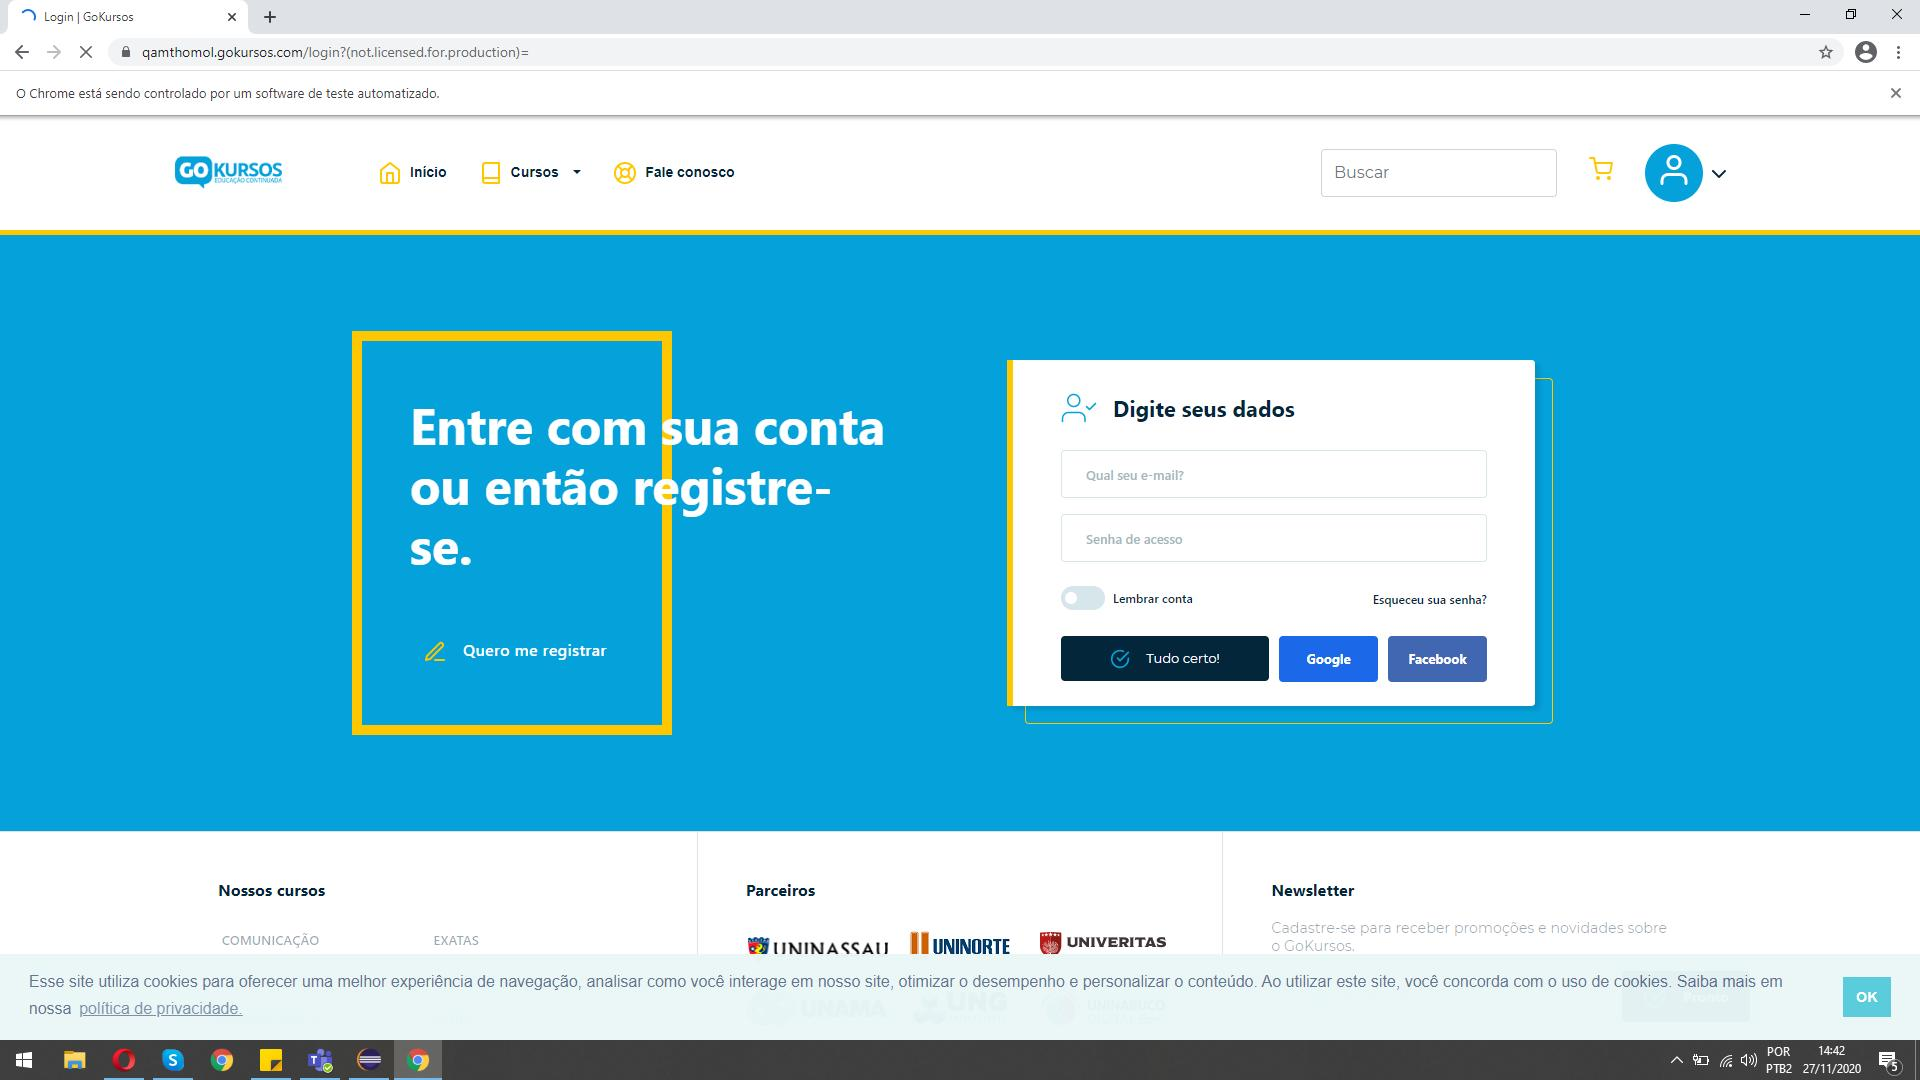 Login | GoKursos
qamthomol.gokursos.com/login?(not.licensed.for.production)=
O Chrome está sendo controlado por um software de teste automatizado.
GO KURSOS
EDUCAÇÃO CONTINUADA
Início
Cursos
Fale conosco
Buscar
Entre com sua conta
ou então registre-
se.
Quero me registrar
Digite seus dados
Qual seu e-mail?
Senha de acesso
Lembrar conta
Esqueceu sua senha?
Tudo certo!
Google
Facebook
Nossos cursos
COMUNICAÇÃO
EXATAS
Parceiros
UNINASSAU
UNINORTE
UNIVERITAS
UNAMA
UNG
Newsletter
Cadastre-se para receber promoções e novidades sobre
o GoKursos.
Pronto
Esse site utiliza cookies para oferecer uma melhor experiência de navegação, analisar como você interage em nosso site, otimizar o desempenho e personalizar o conteúdo. Ao utilizar este site, você concorda com o uso de cookies. Saiba mais em
nossa política de privacidade.
OK
POR
PTB2
14:42
27/11/2020
5